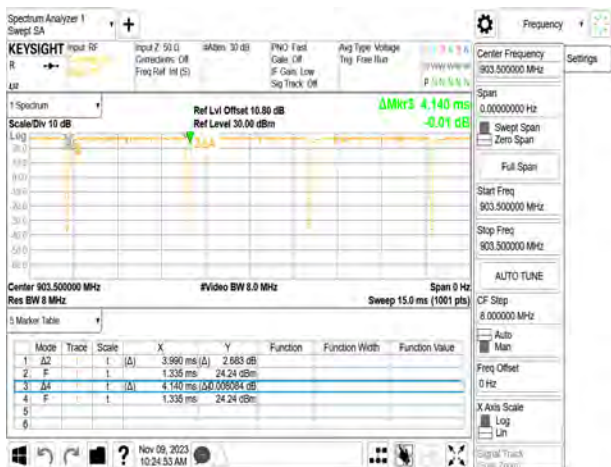 Spectrum Analyzer 1
Swept SA
Frequency
KEYSIGHT Input: RF
R
Input Z: 50 Ω
Corrections: Off
Freq Ref: Int (S)
#Atten: 30 dB
PNO: Fast
Gate: Off
IF Gain: Low
Sig Track: Off
Avg Type: Voltage
Trig: Free Run
P N N N N N
Center Frequency
903.500000 MHz
Settings
Span
0.00000000 Hz
Swept Span
Zero Span
Full Span
Start Freq
903.500000 MHz
Stop Freq
903.500000 MHz
AUTO TUNE
CF Step
8.000000 MHz
Auto
Man
Freq Offset
0 Hz
X Axis Scale
Log
Lin
Signal Track
1 Spectrum
Scale/Div 10 dB
Ref Lvl Offset 10.80 dB
Ref Level 30.00 dBm
ΔMkr3 4.140 ms
-0.01 dB
Log
Center 903.500000 MHz
Res BW 8 MHz
#Video BW 8.0 MHz
Span 0 Hz
Sweep 15.0 ms (1001 pts)
5 Marker Table
Mode Trace Scale X Y Function Function Width Function Value
1 Δ2 1 t (Δ) 3.990 ms (Δ) 2.683 dB
2 F 1 t 1.335 ms 24.24 dBm
3 Δ4 1 t (Δ) 4.140 ms (Δ) -0.008084 dB
4 F 1 t 1.335 ms 24.24 dBm
5
6
Nov 09, 2023
10:24:53 AM